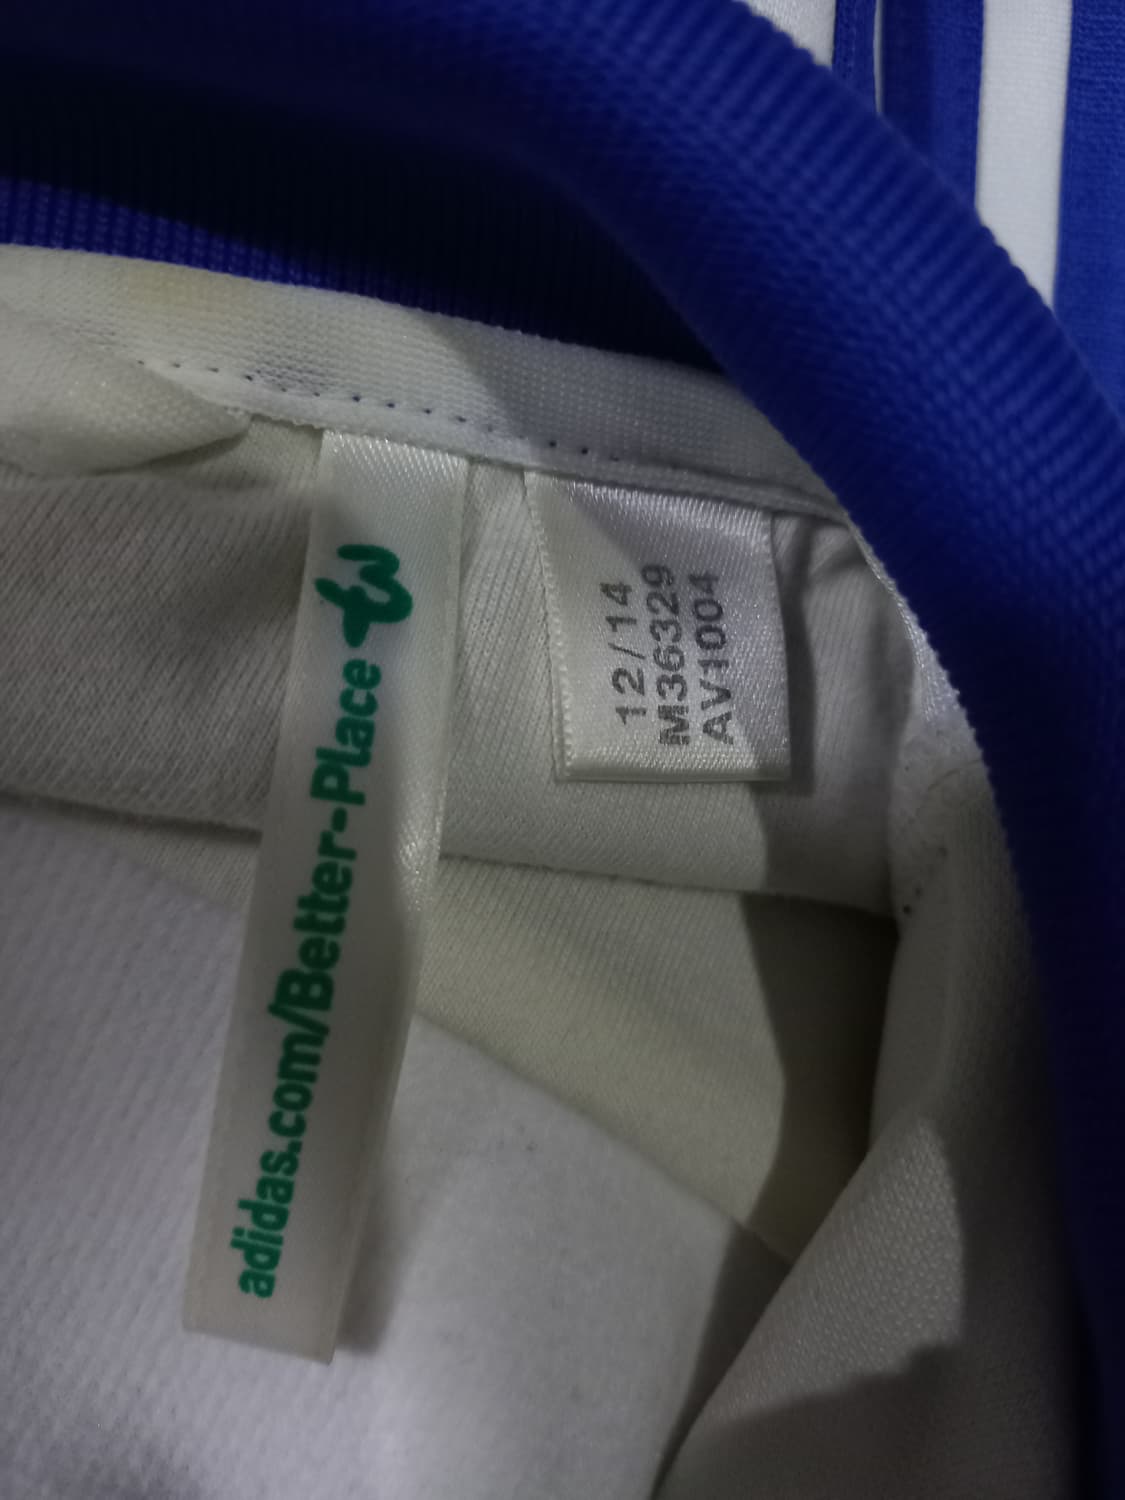 adidas.com/Better-Place
12/14
M36329
AV1004